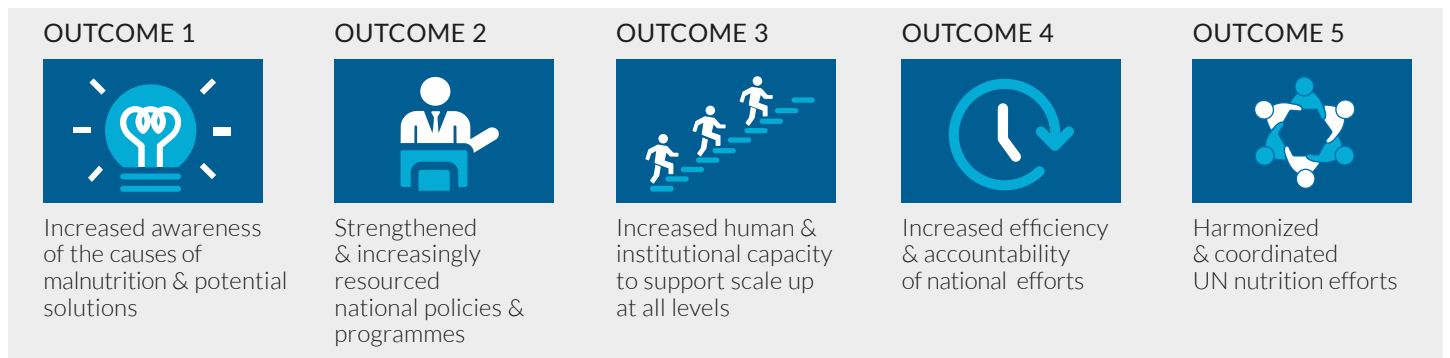 OUTCOME 1
Increased awareness
of the causes of
malnutrition & potential
solutions
OUTCOME 2
Strengthened
& increasingly
resourced
national policies &
programmes
OUTCOME 3
Increased human &
institutional capacity
to support scale up
at all levels
OUTCOME 4
Increased efficiency
& accountability
of national efforts
OUTCOME 5
Harmonized
& coordinated
UN nutrition efforts